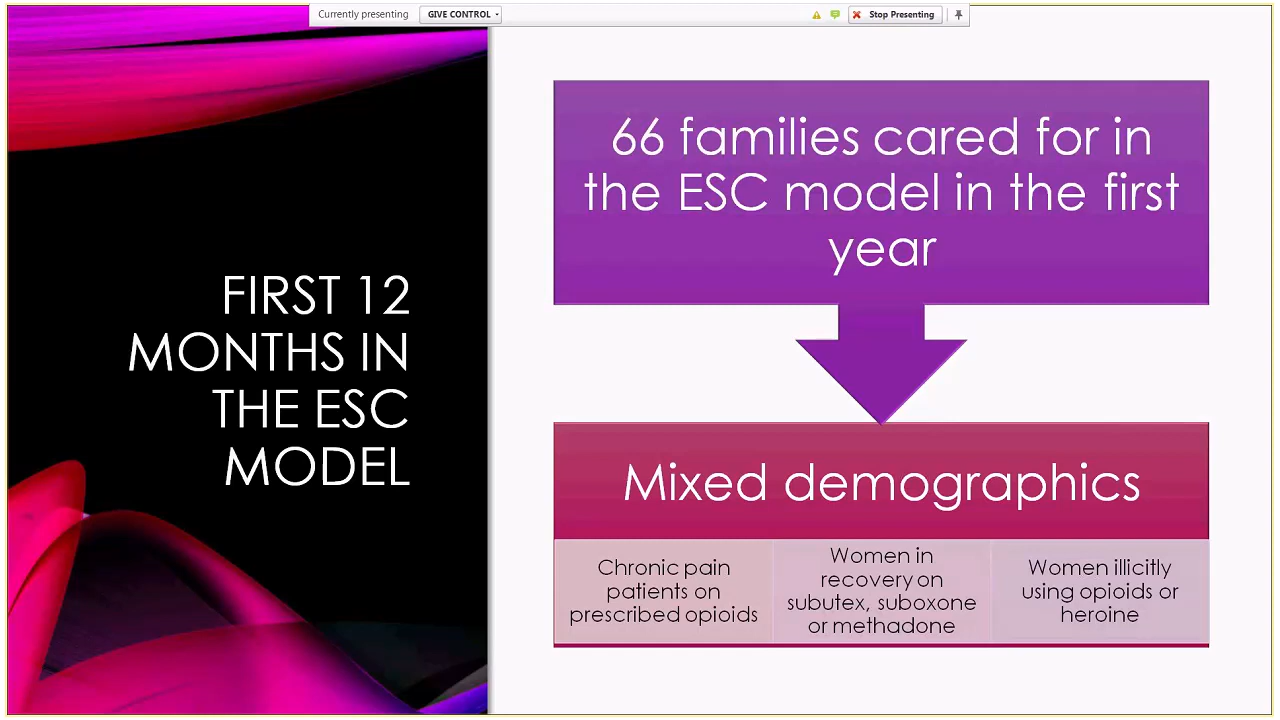 Currently presenting
GIVE CONTROL
Stop Presenting
FIRST 12
MONTHS IN
THE ESC
MODEL
66 families cared for in
the ESC model in the first
year
Mixed demographics
Chronic pain
patients on
prescribed opioids
Women in
recovery on
subutex, suboxone
or methadone
Women illicitly
using opioids or
heroine